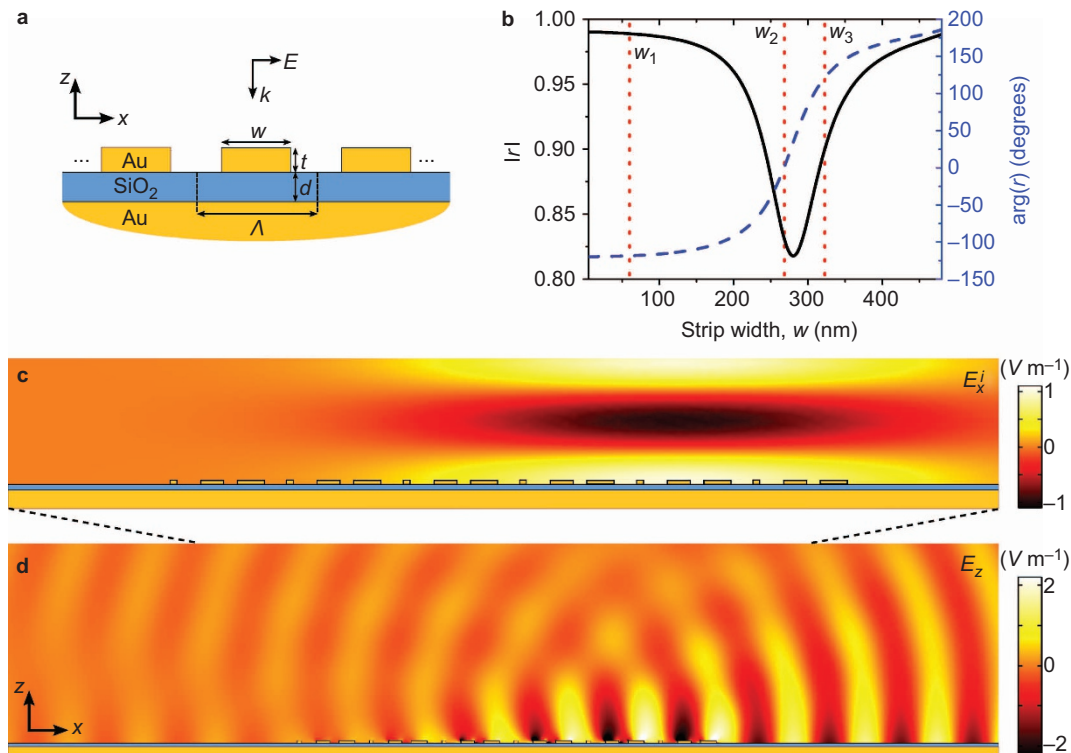 a
E
k
z
x
w
... Au t ...
SiO2 d
Au Λ
b
1.00 0.95 0.90 0.85 0.80
|r|
w1 w2 w3
200 150 100 50 0 −50 −100 −150
arg(r) (degrees)
100 200 300 400
Strip width, w (nm)
c
Exi
(V m−1)
1
0
−1
d
Ez
(V m−1)
2
0
−2
z
x